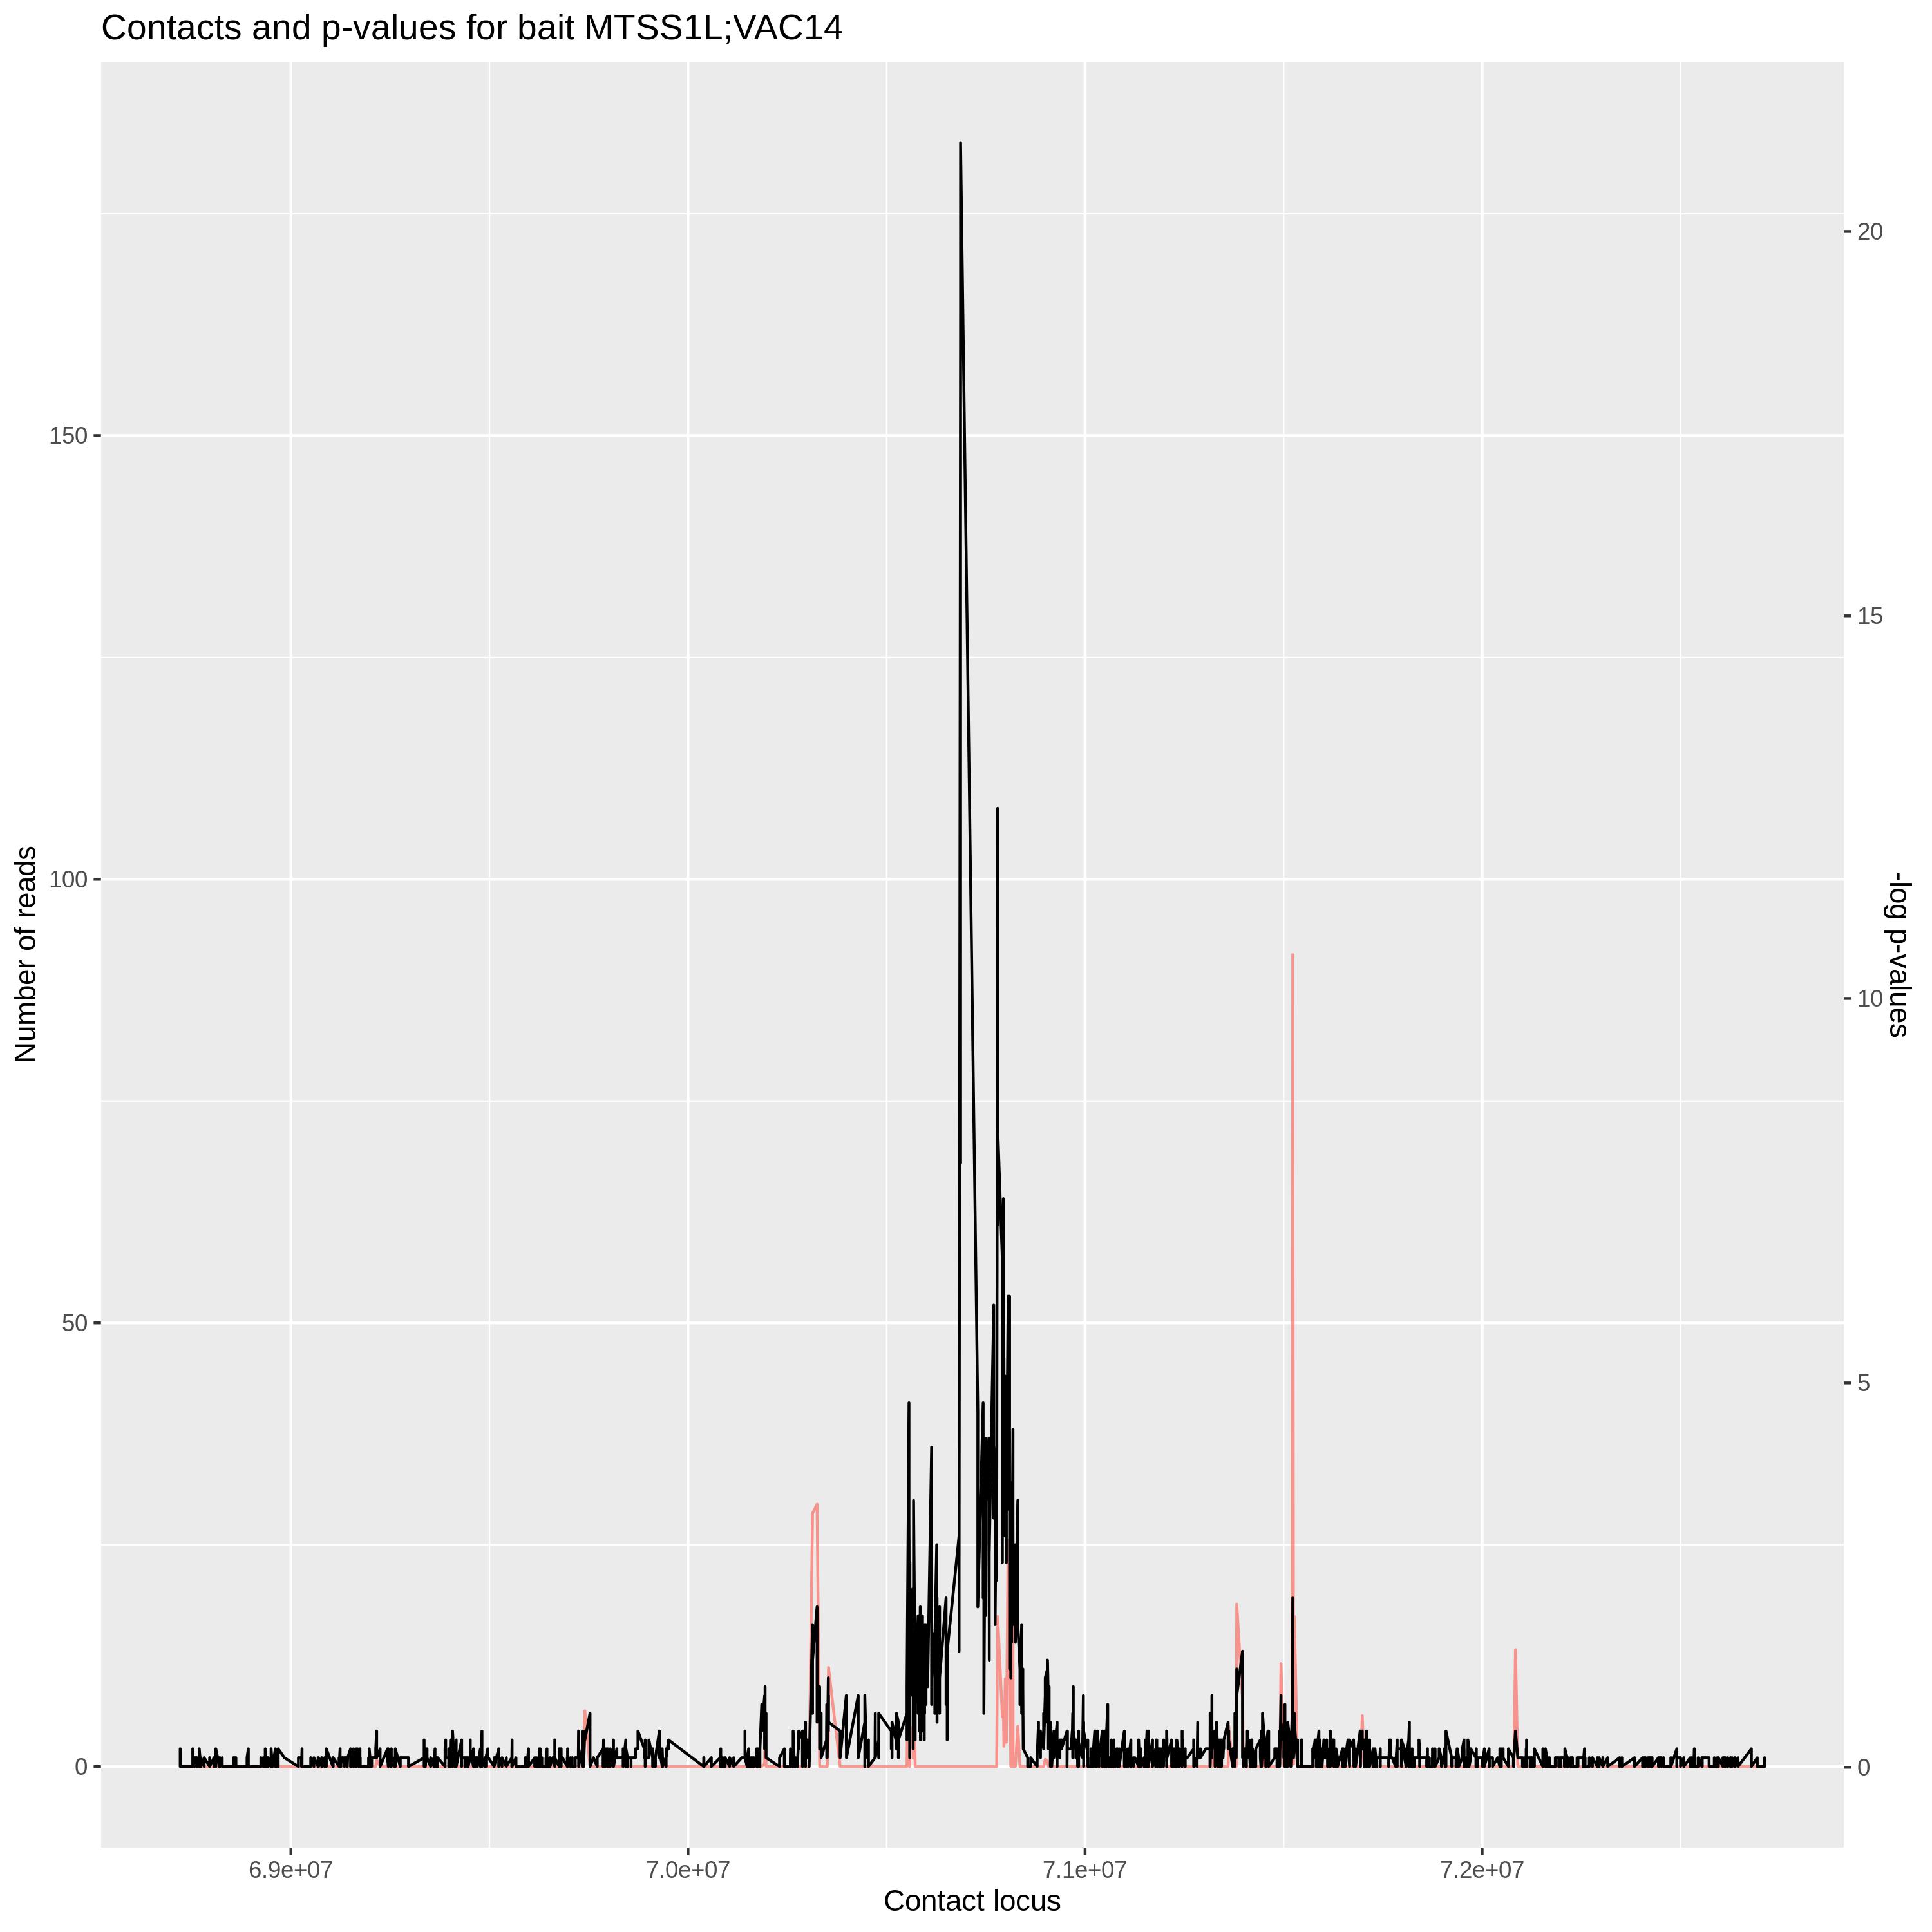 Contacts and p-values for bait MTSS1L;VAC14
Number of reads
150
100
50
0
20
15
10
5
0
-log p-values
6.9e+07
7.0e+07
7.1e+07
7.2e+07
Contact locus